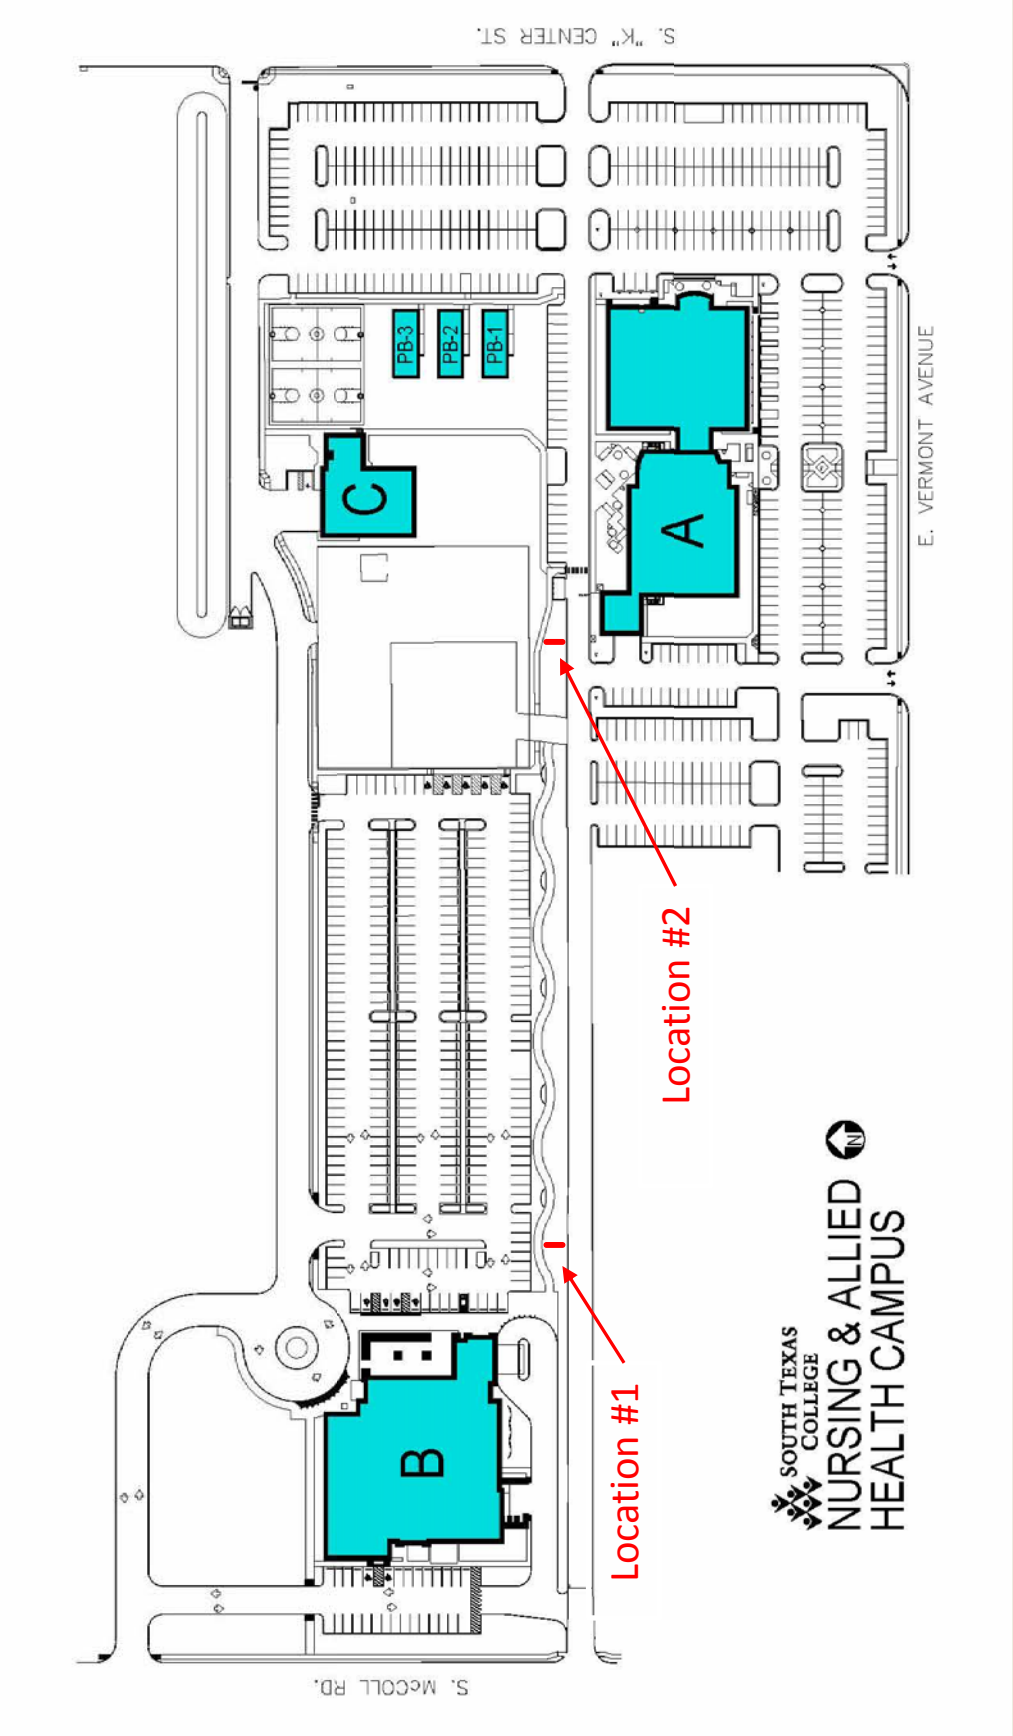 S. "K" CENTER ST.
PB-3
PB-2
PB-1
C
A
E. VERMONT AVENUE
Location #2
Location #1
B
S. McCOLL RD.
SOUTH TEXAS
COLLEGE
NURSING & ALLIED
HEALTH CAMPUS
N